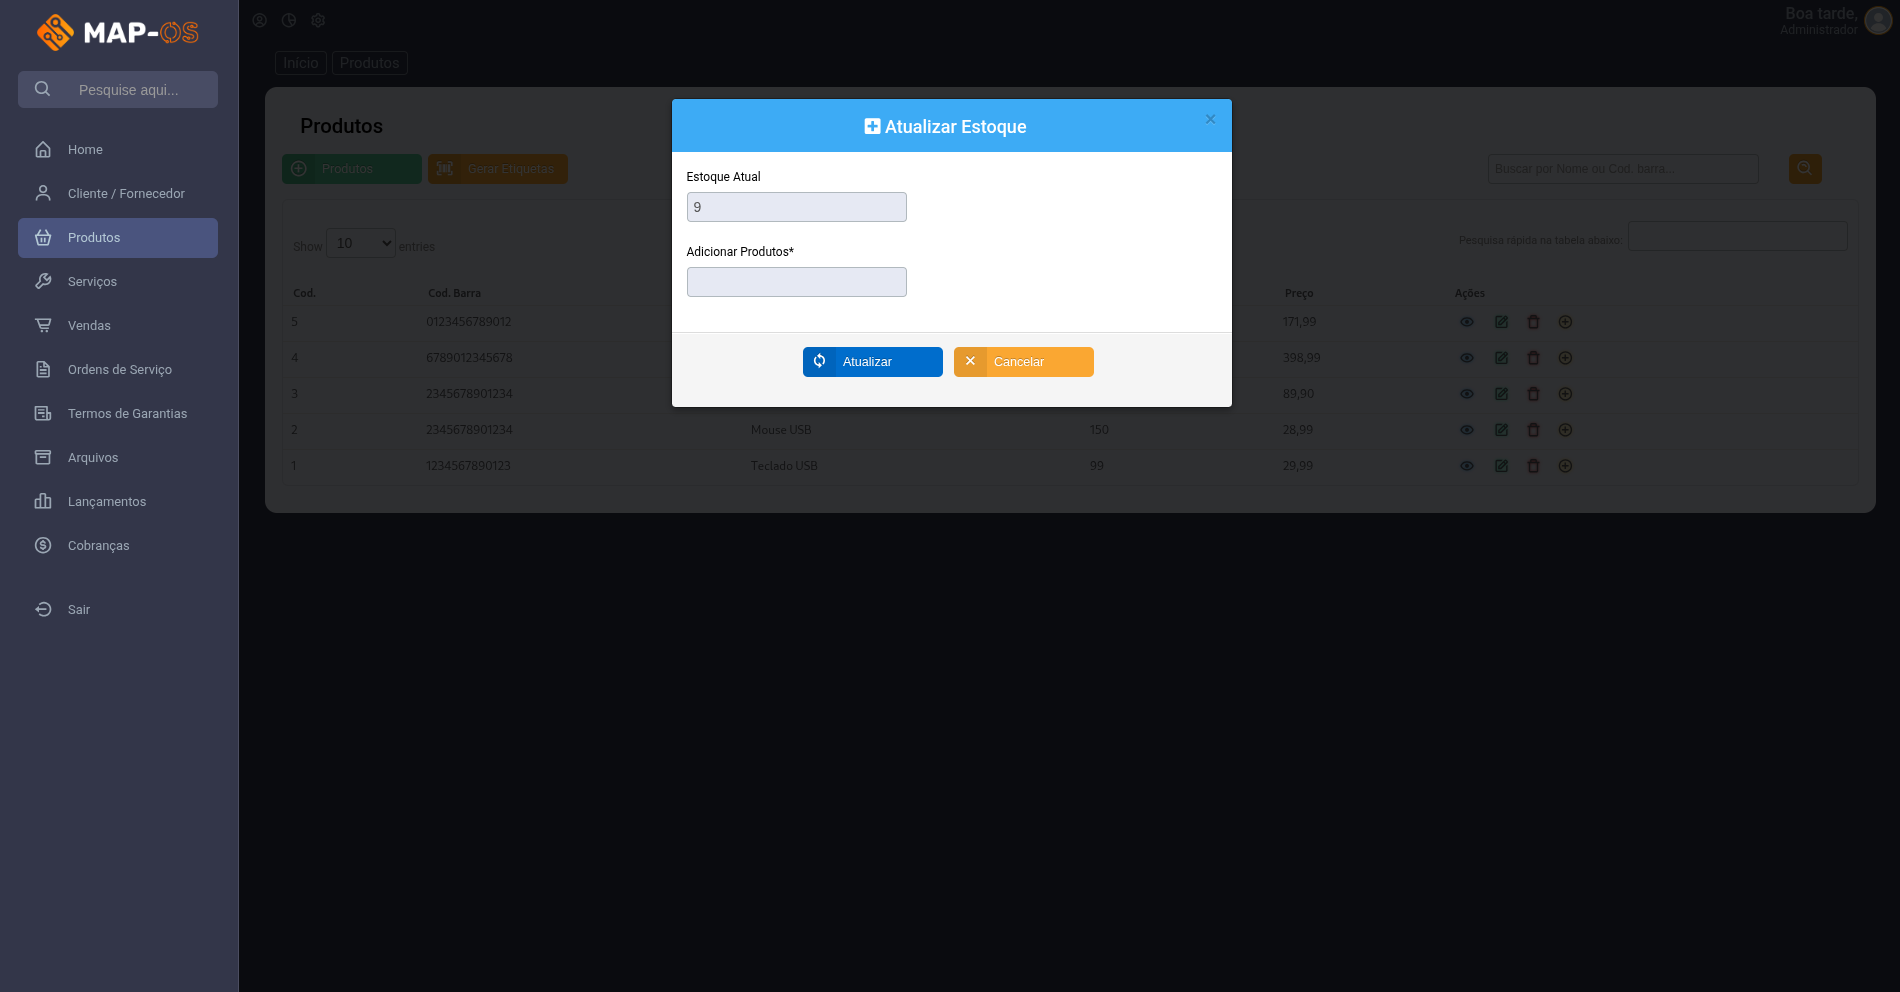 MAP-OS
Boa tarde,
Administrador
Pesquise aqui...
Início Produtos
Home
Cliente / Fornecedor
Produtos
Serviços
Vendas
Ordens de Serviço
Termos de Garantias
Arquivos
Lançamentos
Cobranças
Sair
Produtos
Produtos Gerar Etiquetas Buscar por Nome ou Cod. barra...
Show 10 entries Pesquisa rápida na tabela abaixo:
Cod. Cod. Barra Preço Ações
5 0123456789012 171,99
4 6789012345678 398,99
3 2345678901234 89,90
2 2345678901234 Mouse USB 150 28,99
1 1234567890123 Teclado USB 99 29,99
Atualizar Estoque ×
Estoque Atual
9
Adicionar Produtos*
Atualizar Cancelar